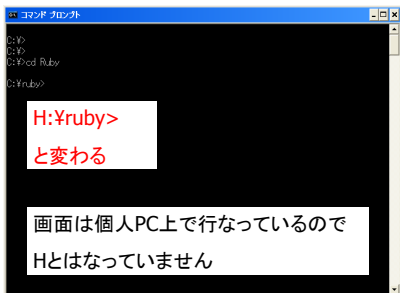 コマンド プロンプト
C:¥>
C:¥>
C:¥>cd Ruby
C:¥ruby>
H:¥ruby>
と変わる
画面は個人PC上で行なっているので
Hとはなっていません